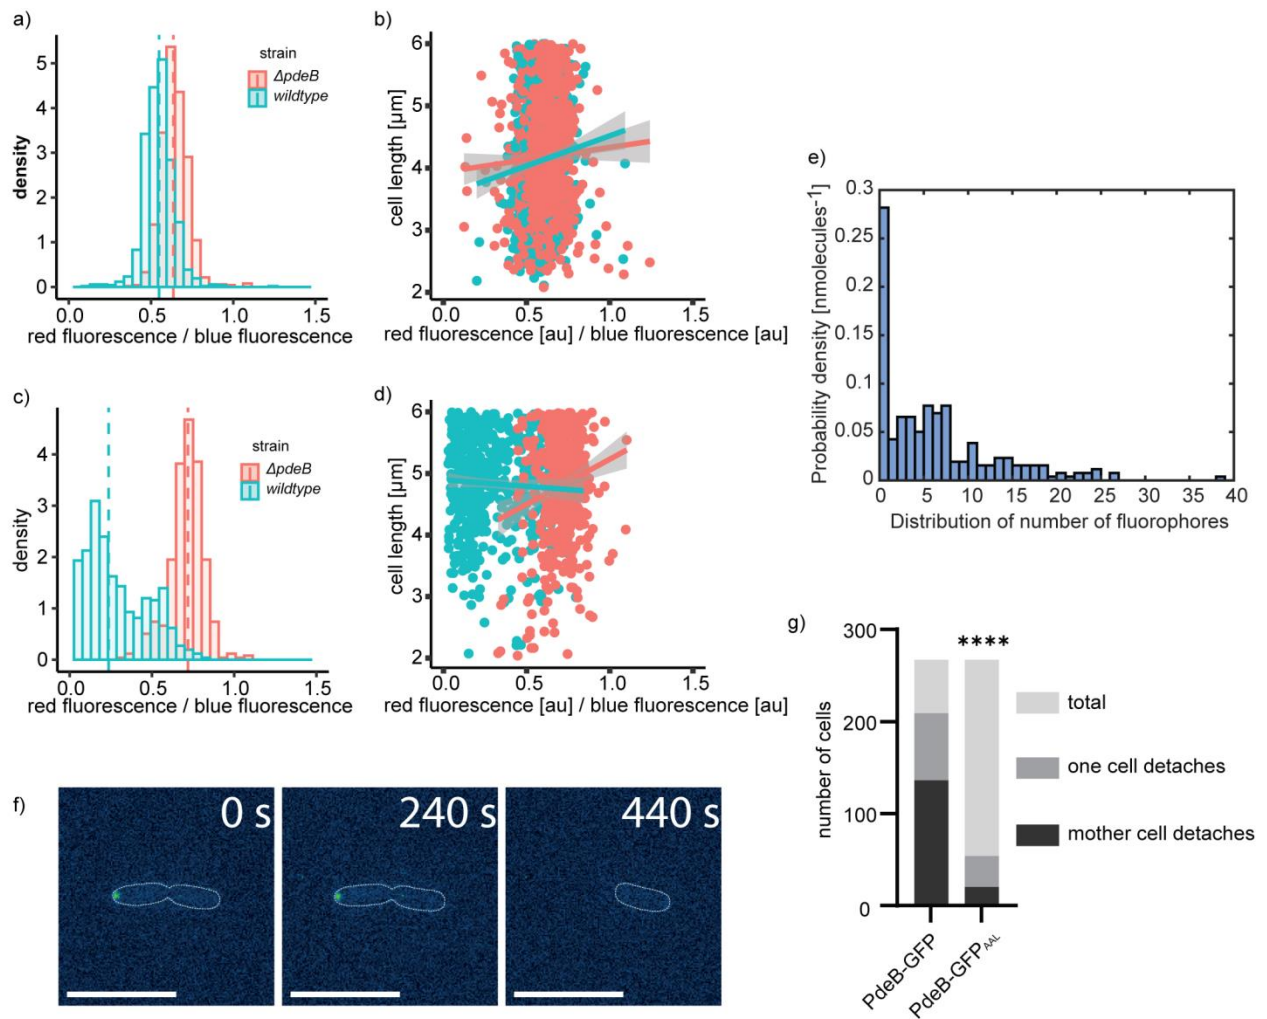 a)
strain
ΔpdeB
wildtype
density
5
4
3
2
1
0
0.0
0.5
1.0
1.5
red fluorescence / blue fluorescence
b)
cell length [µm]
6
5
4
3
2
0.0
0.5
1.0
1.5
red fluorescence [au] / blue fluorescence [au]
c)
strain
ΔpdeB
wildtype
density
4
3
2
1
0
0.0
0.5
1.0
1.5
red fluorescence / blue fluorescence
d)
cell length [µm]
6
5
4
3
2
0.0
0.5
1.0
1.5
red fluorescence [au] / blue fluorescence [au]
e)
Probability density [nmolecules⁻¹]
0.3
0.25
0.2
0.15
0.1
0.05
0
0
5
10
15
20
25
30
35
40
Distribution of number of fluorophores
f)
0 s
240 s
440 s
g)
number of cells
300
200
100
0
****
total
one cell detaches
mother cell detaches
PdeB-GFP
PdeB-GFPAAL